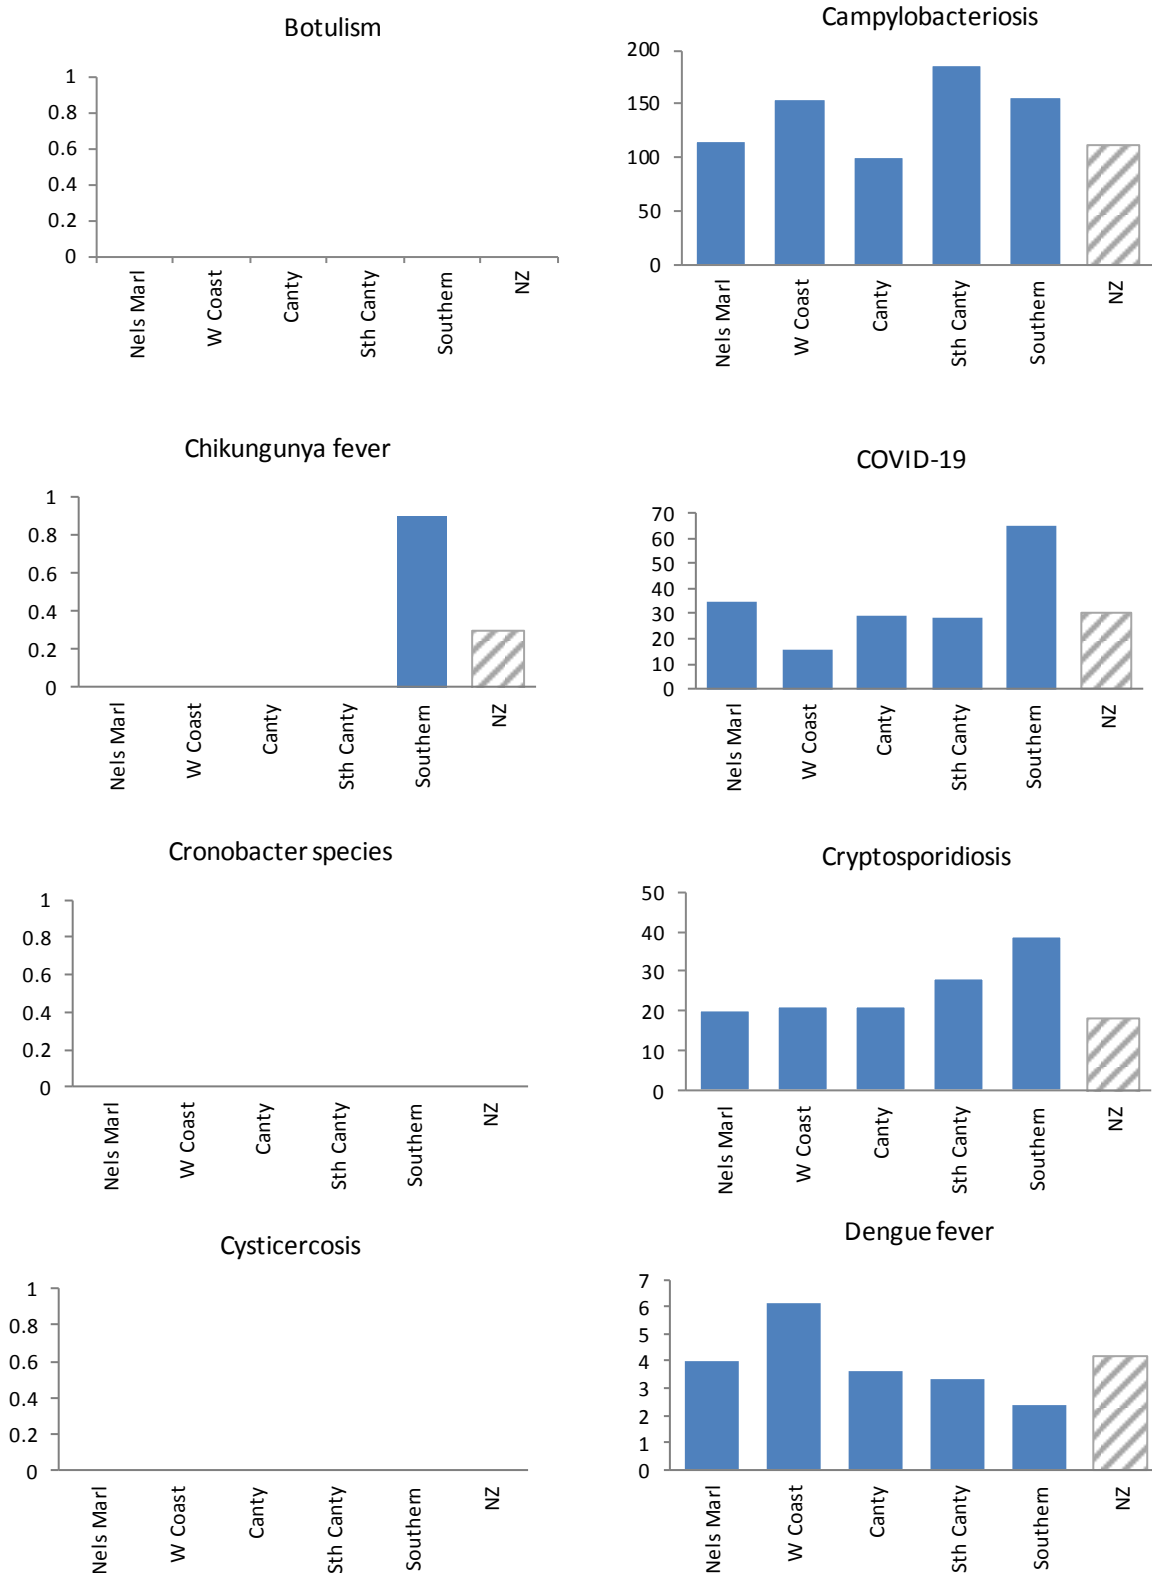 Botulism
1
0.8
0.6
0.4
0.2
0
Nels Marl
W Coast
Canty
Sth Canty
Southern
NZ
Campylobacteriosis
200
150
100
50
0
Nels Marl
W Coast
Canty
Sth Canty
Southern
NZ
Chikungunya fever
1
0.8
0.6
0.4
0.2
0
Nels Marl
W Coast
Canty
Sth Canty
Southern
NZ
COVID-19
70
60
50
40
30
20
10
0
Nels Marl
W Coast
Canty
Sth Canty
Southern
NZ
Cronobacter species
1
0.8
0.6
0.4
0.2
0
Nels Marl
W Coast
Canty
Sth Canty
Southern
NZ
Cryptosporidiosis
50
40
30
20
10
0
Nels Marl
W Coast
Canty
Sth Canty
Southern
NZ
Cysticercosis
1
0.8
0.6
0.4
0.2
0
Nels Marl
W Coast
Canty
Sth Canty
Southern
NZ
Dengue fever
7
6
5
4
3
2
1
0
Nels Marl
W Coast
Canty
Sth Canty
Southern
NZ